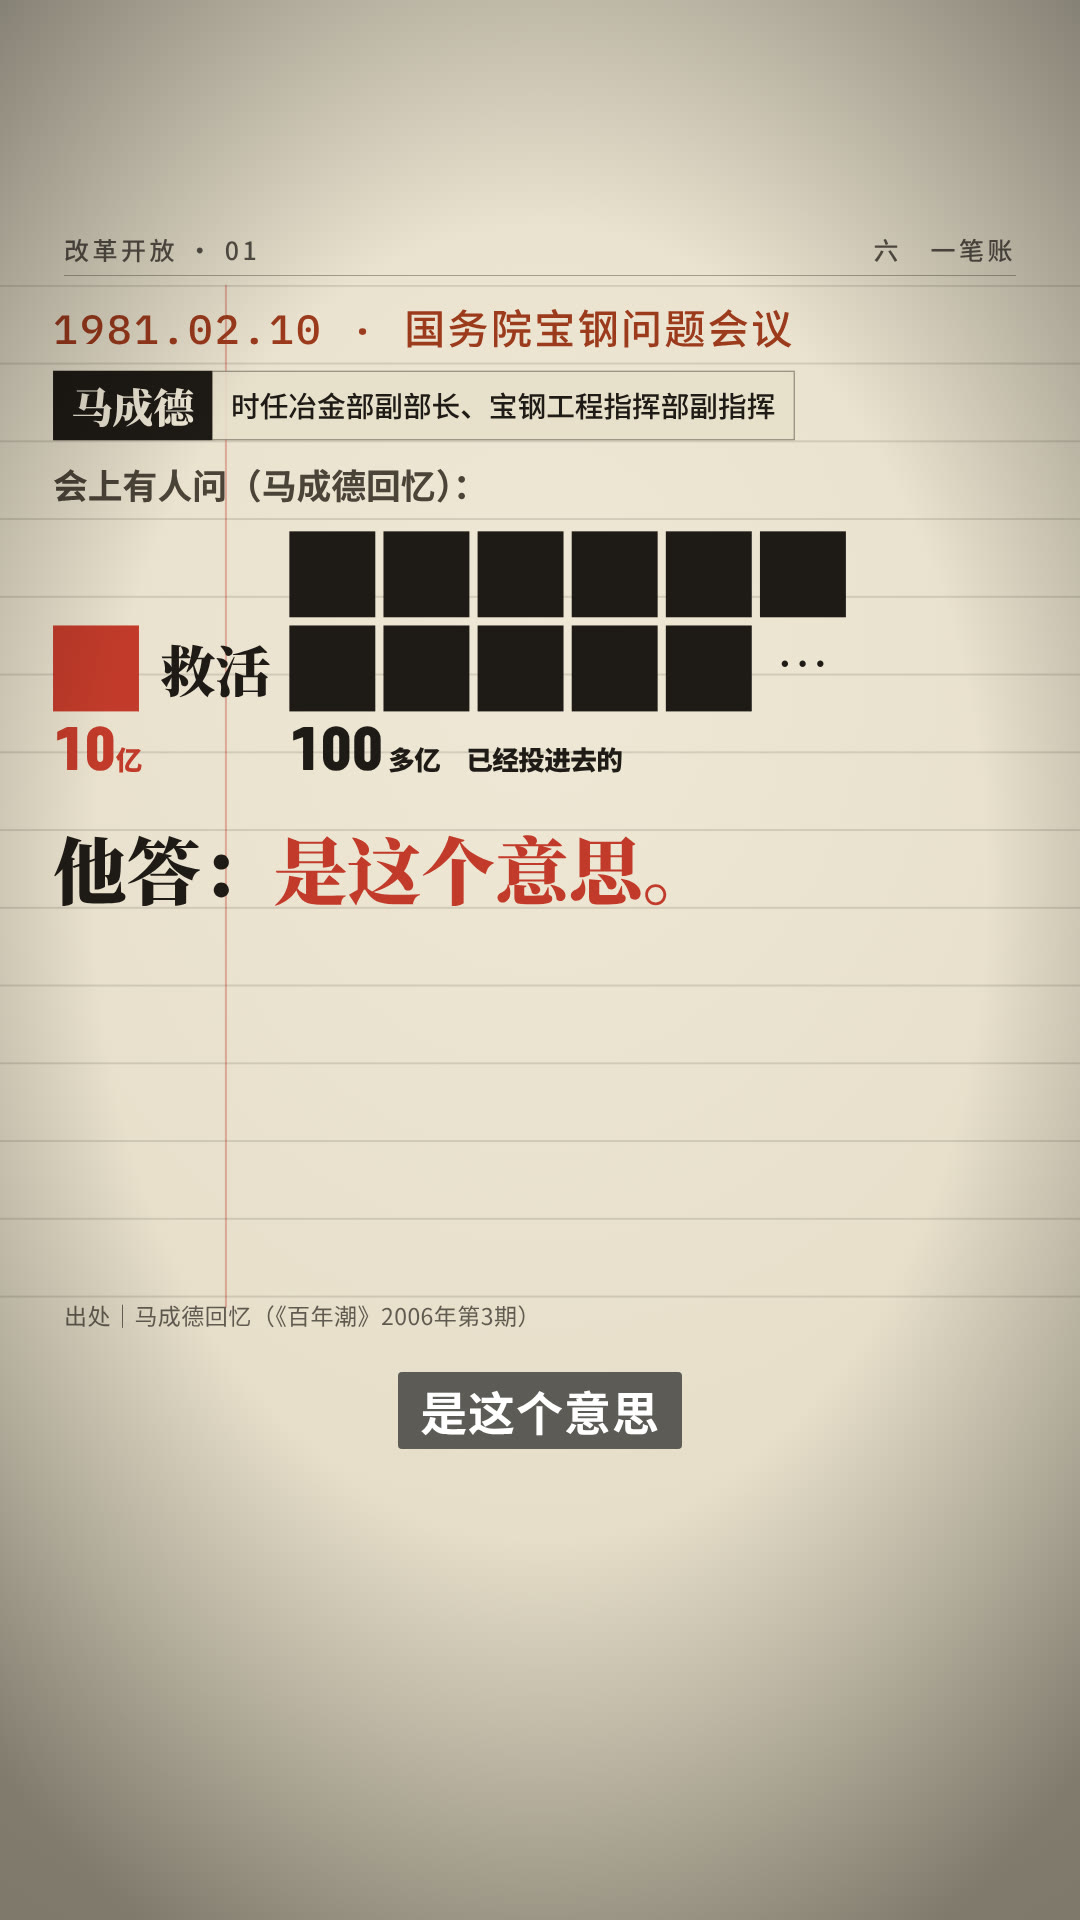 改革开放 · 01
六 一笔账
1981.02.10 · 国务院宝钢问题会议
马成德 时任冶金部副部长、宝钢工程指挥部副指挥
会上有人问（马成德回忆）：
救活
...
10亿
100多亿 已经投进去的
他答：是这个意思。
出处｜马成德回忆（《百年潮》2006年第3期）
是这个意思